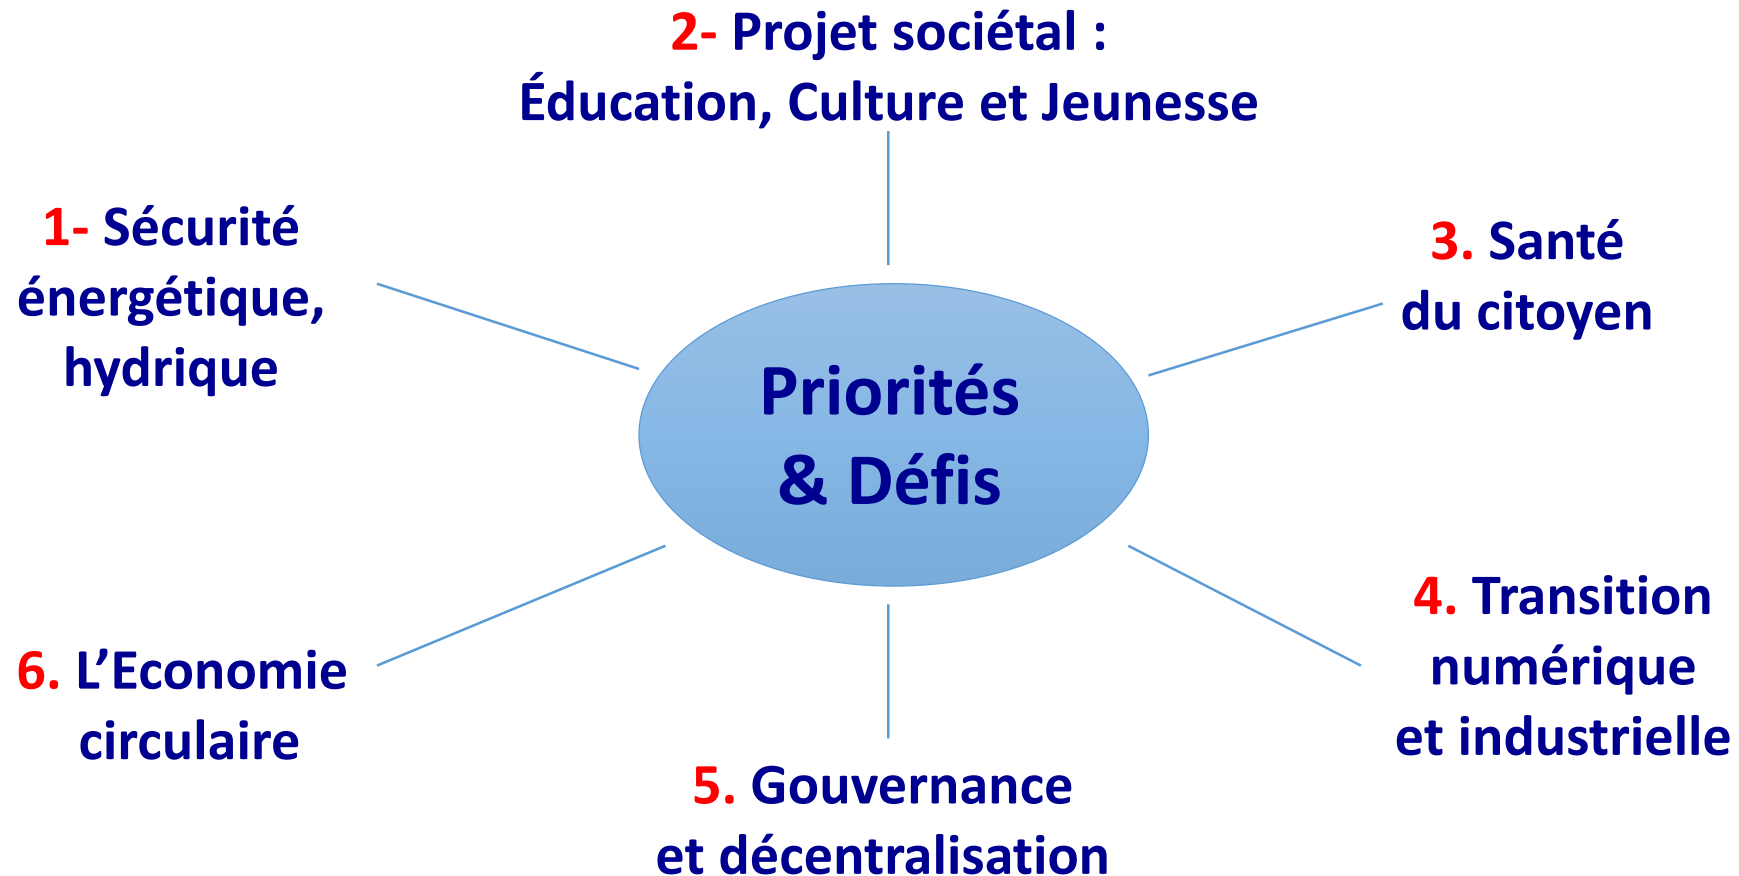 2- Projet sociétal :
Éducation, Culture et Jeunesse
1- Sécurité
énergétique,
hydrique
3. Santé
du citoyen
Priorités
& Défis
4. Transition
numérique
et industrielle
6. L’Economie
circulaire
5. Gouvernance
et décentralisation